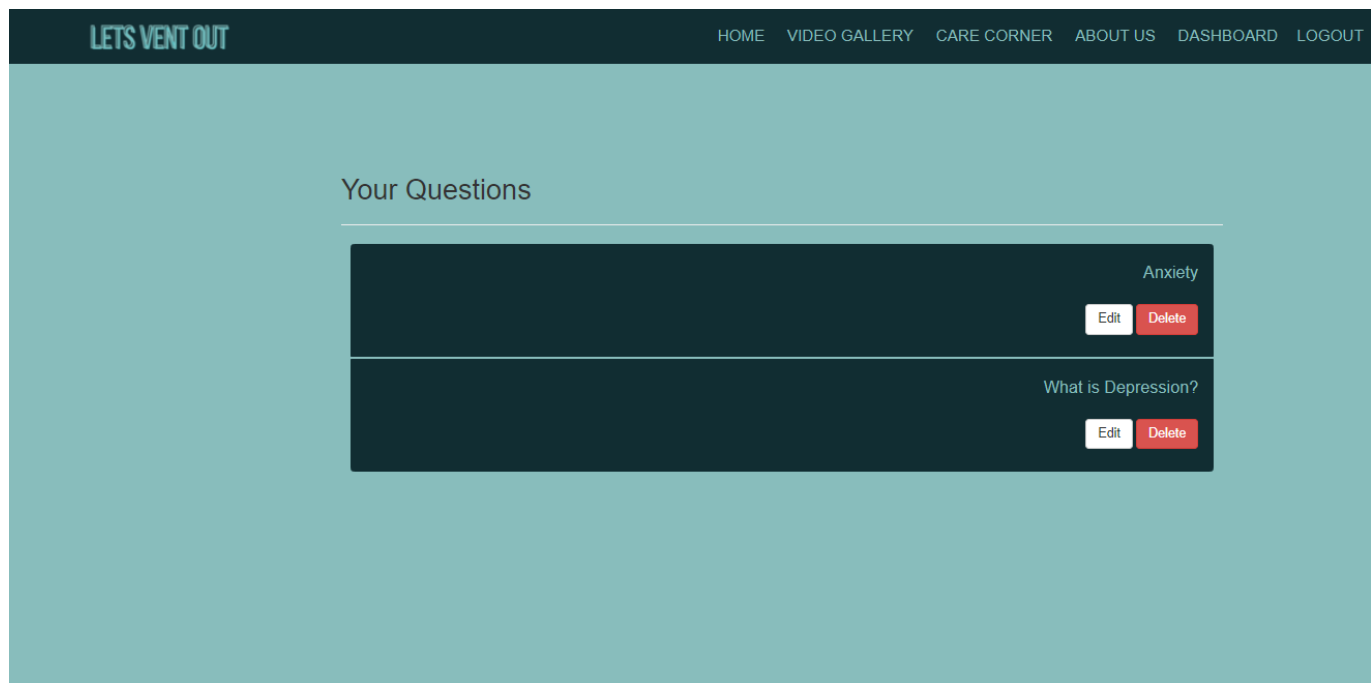 LETS VENT OUT
HOME VIDEO GALLERY CARE CORNER ABOUT US DASHBOARD LOGOUT
Your Questions
Anxiety
Edit Delete
What is Depression?
Edit Delete